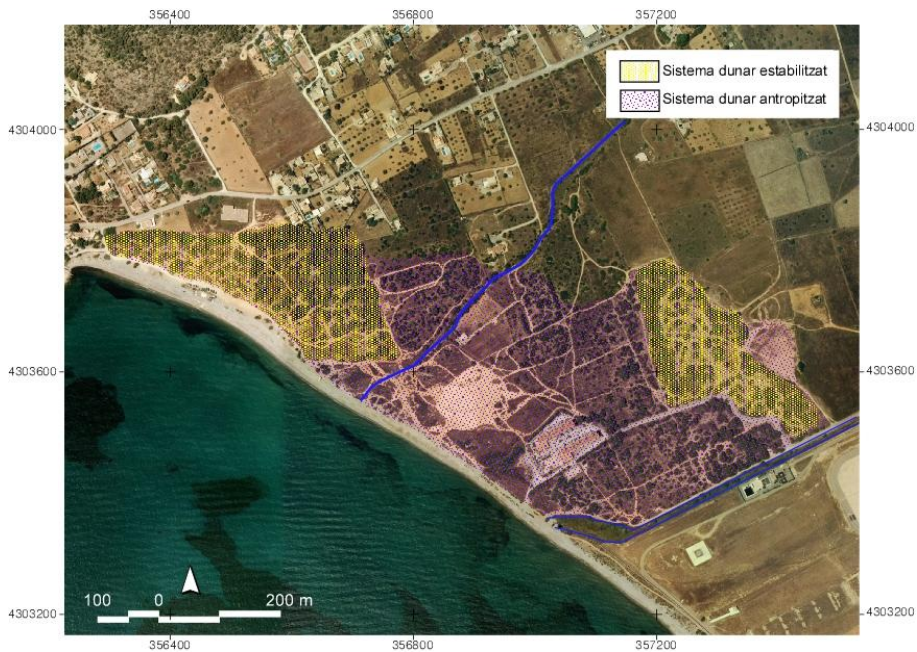 356400 356800 357200
Sistema dunar estabilitzat
Sistema dunar antropitzat
4304000 4304000
4303600 4303600
100 0 200 m
4303200 4303200
356400 356800 357200